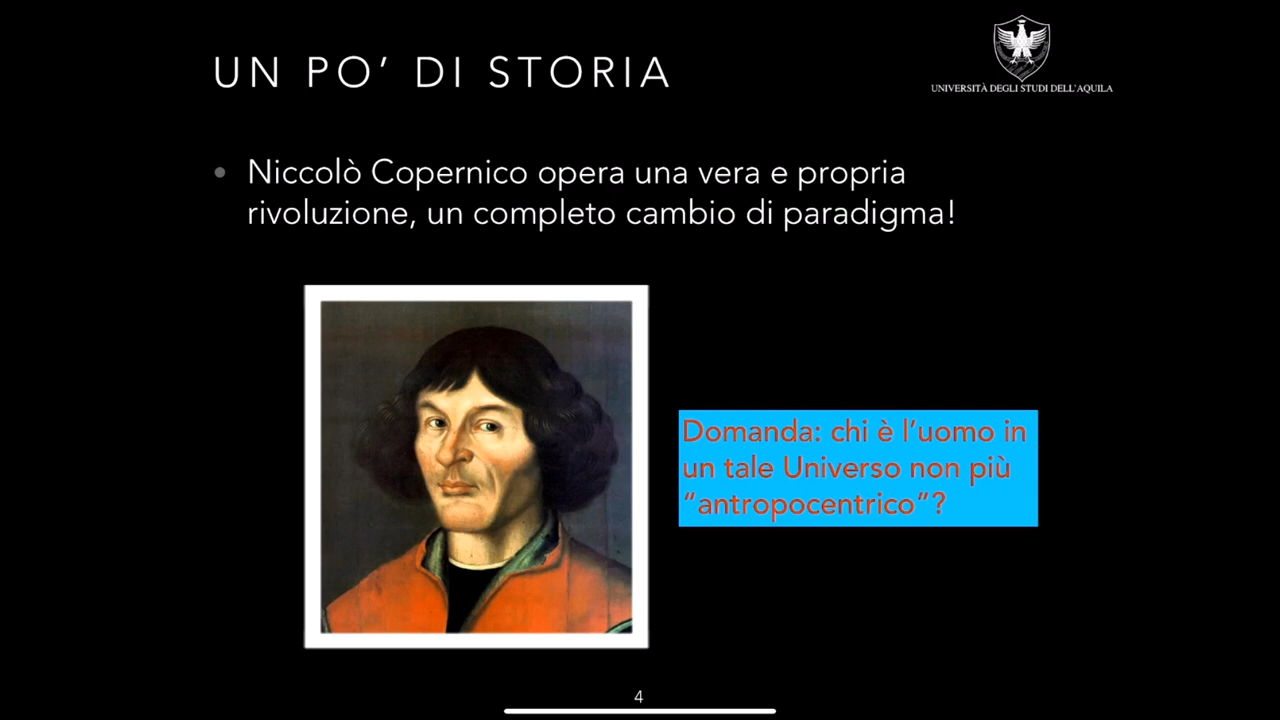 UN PO’ DI STORIA
UNIVERSITÀ DEGLI STUDI DELL'AQUILA
• Niccolò Copernico opera una vera e propria
rivoluzione, un completo cambio di paradigma!
Domanda: chi è l’uomo in
un tale Universo non più
“antropocentrico”?
4